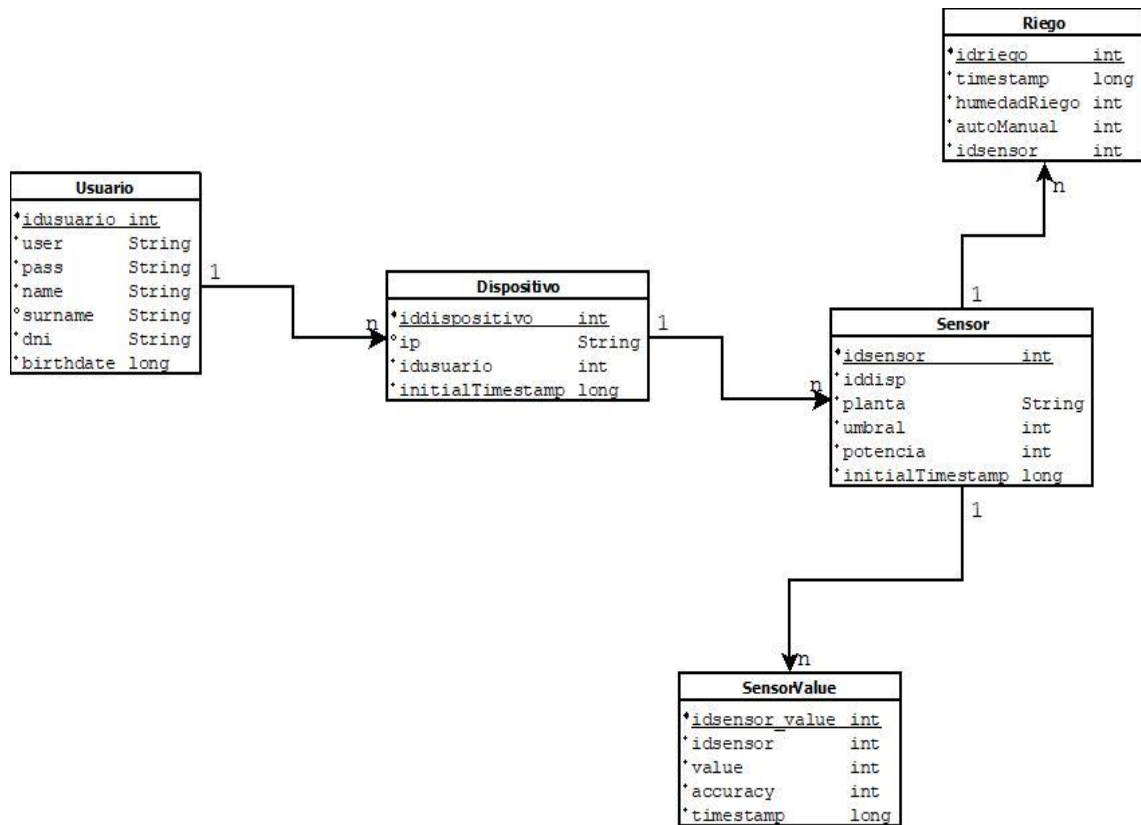 Riego
idriego int
timestamp long
humedadRiego int
autoManual int
idsensor int
n
Usuario
idusuario int
user String
pass String
name String
surname String
dni String
birthdate long
1
n
Dispositivo
iddispositivo int
ip String
idusuario int
initialTimestamp long
1
n
1
Sensor
idsensor int
iddisp
planta String
umbral int
potencia int
initialTimestamp long
1
n
SensorValue
idsensor_value int
idsensor int
value int
accuracy int
timestamp long